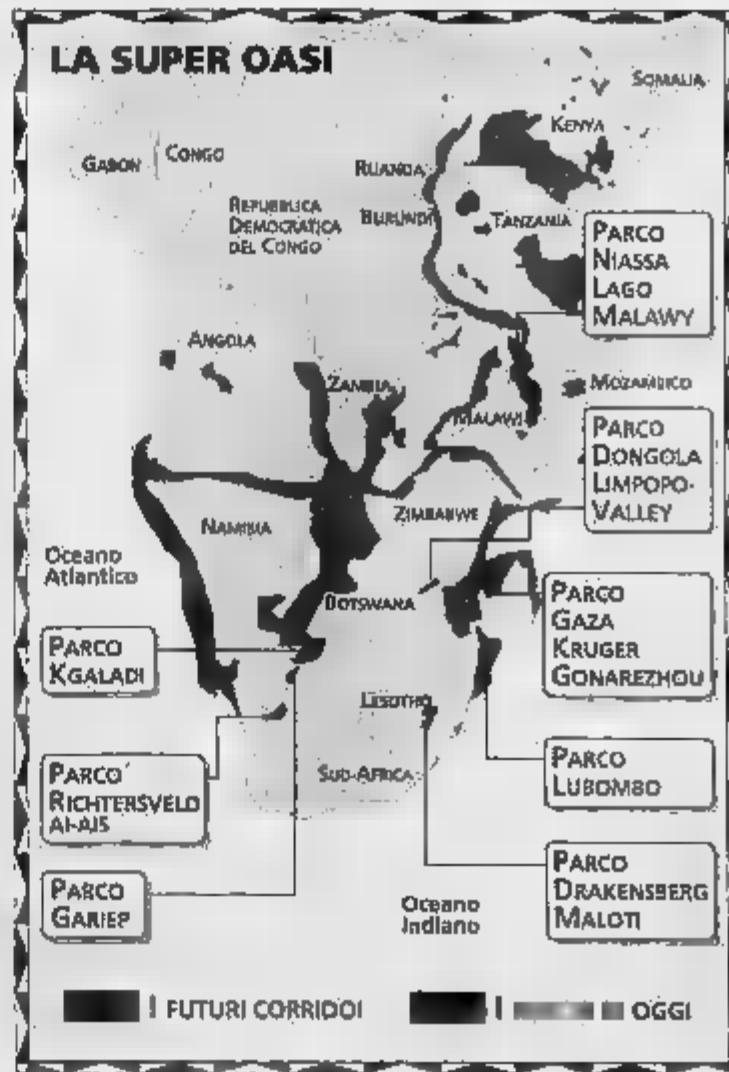 LA SUPER OASI
SOMALIA
KENYA
GABON
CONGO
RUANDA
REPUBBLICA
DEMOCRATICA
DEL CONGO
BURUNDI
TANZANIA
PARCO
NIASSA
LAGO
MALAWY
ANGOLA
ZAMBIA
MALAWI
MOZAMBICO
PARCO
DONGOLA
LIMPOPO-
VALLEY
NAMIBIA
ZIMBABWE
Oceano
Atlantico
BOTSWANA
PARCO
GAZA
KRUGER
GONAREZHOU
PARCO
KGALADI
LESOTHO
SUD-AFRICA
PARCO
LUBOMBO
PARCO
RICHTERSVELD
AI-AIS
PARCO
GARIEP
Oceano
Indiano
PARCO
DRAKENSBERG
MALOTI
I FUTURI CORRIDOI
I
OGGI